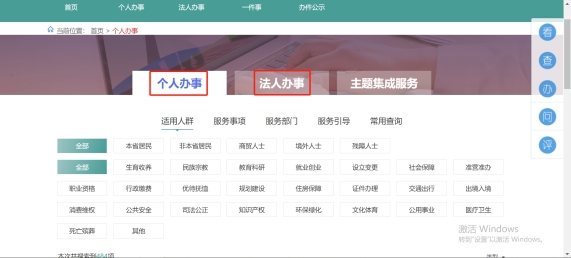 首页 个人办事 法人办事 一件事 办件公示
当前位置： 首页 > 个人办事
个人办事 法人办事 主题集成服务
适用人群 服务事项 服务部门 服务引导 常用查询
全部 本省居民 非本省居民 商贸人士 境外人士 残障人士
全部 生育收养 民族宗教 教育科研 就业创业 设立变更 社会保障 准营准办
职业资格 行政缴费 优待抚恤 规划建设 住房保障 证件办理 交通出行 出境入境
消费维权 公共安全 司法公正 知识产权 环保绿化 文化体育 公用事业 医疗卫生
死亡殡葬 其他
看
查
办
问
评
激活 Windows
转到"设置"以激活 Windows。